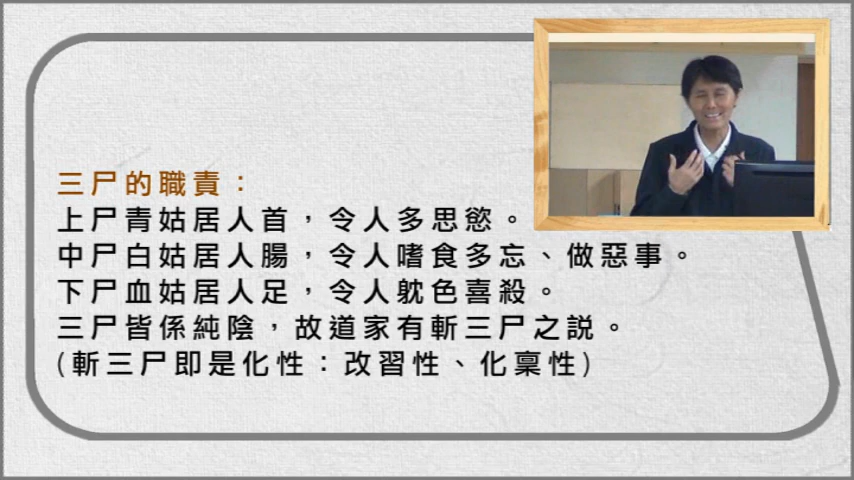 三尸的職責：
上尸青姑居人首，令人多思慾。
中尸白姑居人腸，令人嗜食多忘、做惡事。
下尸血姑居人足，令人躭色喜殺。
三尸皆係純陰，故道家有斬三尸之説。
(斬三尸即是化性：改習性、化稟性)